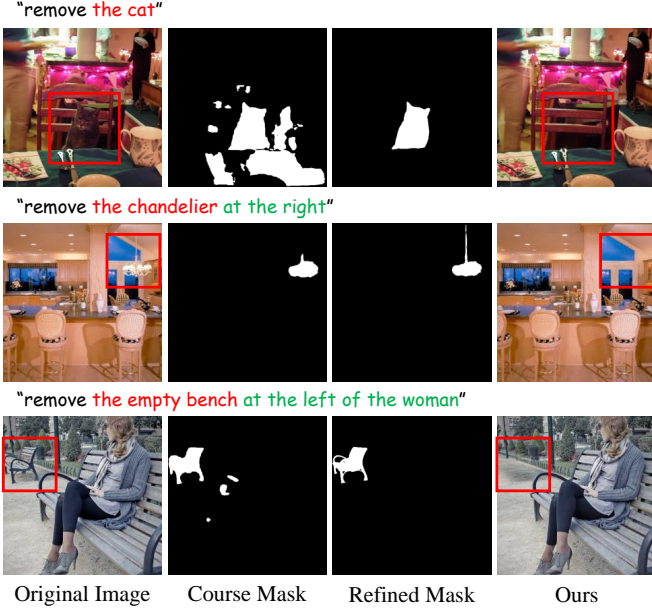 “remove the cat”
“remove the chandelier at the right”
“remove the empty bench at the left of the woman”
Original Image Course Mask Refined Mask Ours